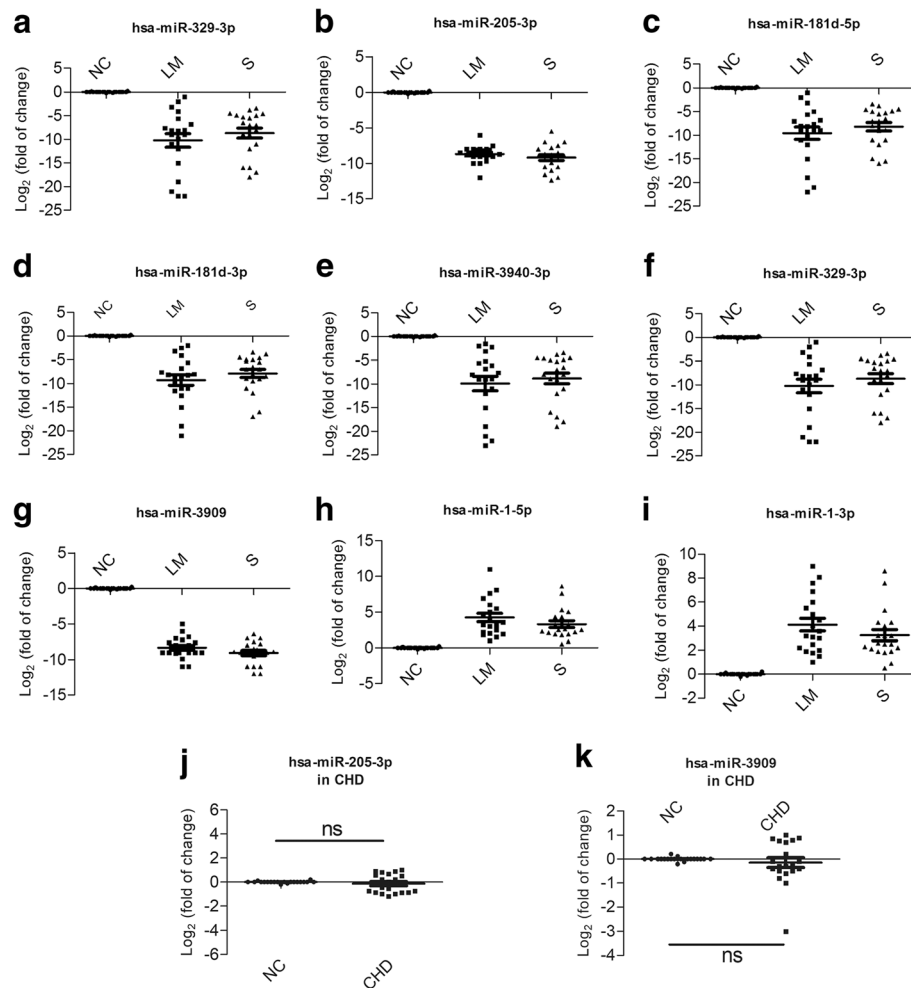 a
hsa-miR-329-3p
NC LM S
Log2 (fold of change)
5
0
-5
-10
-15
-20
-25
b
hsa-miR-205-3p
NC LM S
Log2 (fold of change)
5
0
-5
-10
-15
c
hsa-miR-181d-5p
NC LM S
Log2 (fold of change)
5
0
-5
-10
-15
-20
-25
d
hsa-miR-181d-3p
NC LM S
Log2 (fold of change)
5
0
-5
-10
-15
-20
-25
e
hsa-miR-3940-3p
NC LM S
Log2 (fold of change)
5
0
-5
-10
-15
-20
-25
f
hsa-miR-329-3p
NC LM S
Log2 (fold of change)
5
0
-5
-10
-15
-20
-25
g
hsa-miR-3909
NC LM S
Log2 (fold of change)
5
0
-5
-10
-15
h
hsa-miR-1-5p
Log2 (fold of change)
15
10
5
0
-5
NC LM S
i
hsa-miR-1-3p
Log2 (fold of change)
10
8
6
4
2
0
-2
NC LM S
j
hsa-miR-205-3p
in CHD
ns
Log2 (fold of change)
6
4
2
0
-2
-4
-6
NC CHD
k
hsa-miR-3909
in CHD
NC CHD
Log2 (fold of change)
2
1
0
-1
-2
-3
-4
ns